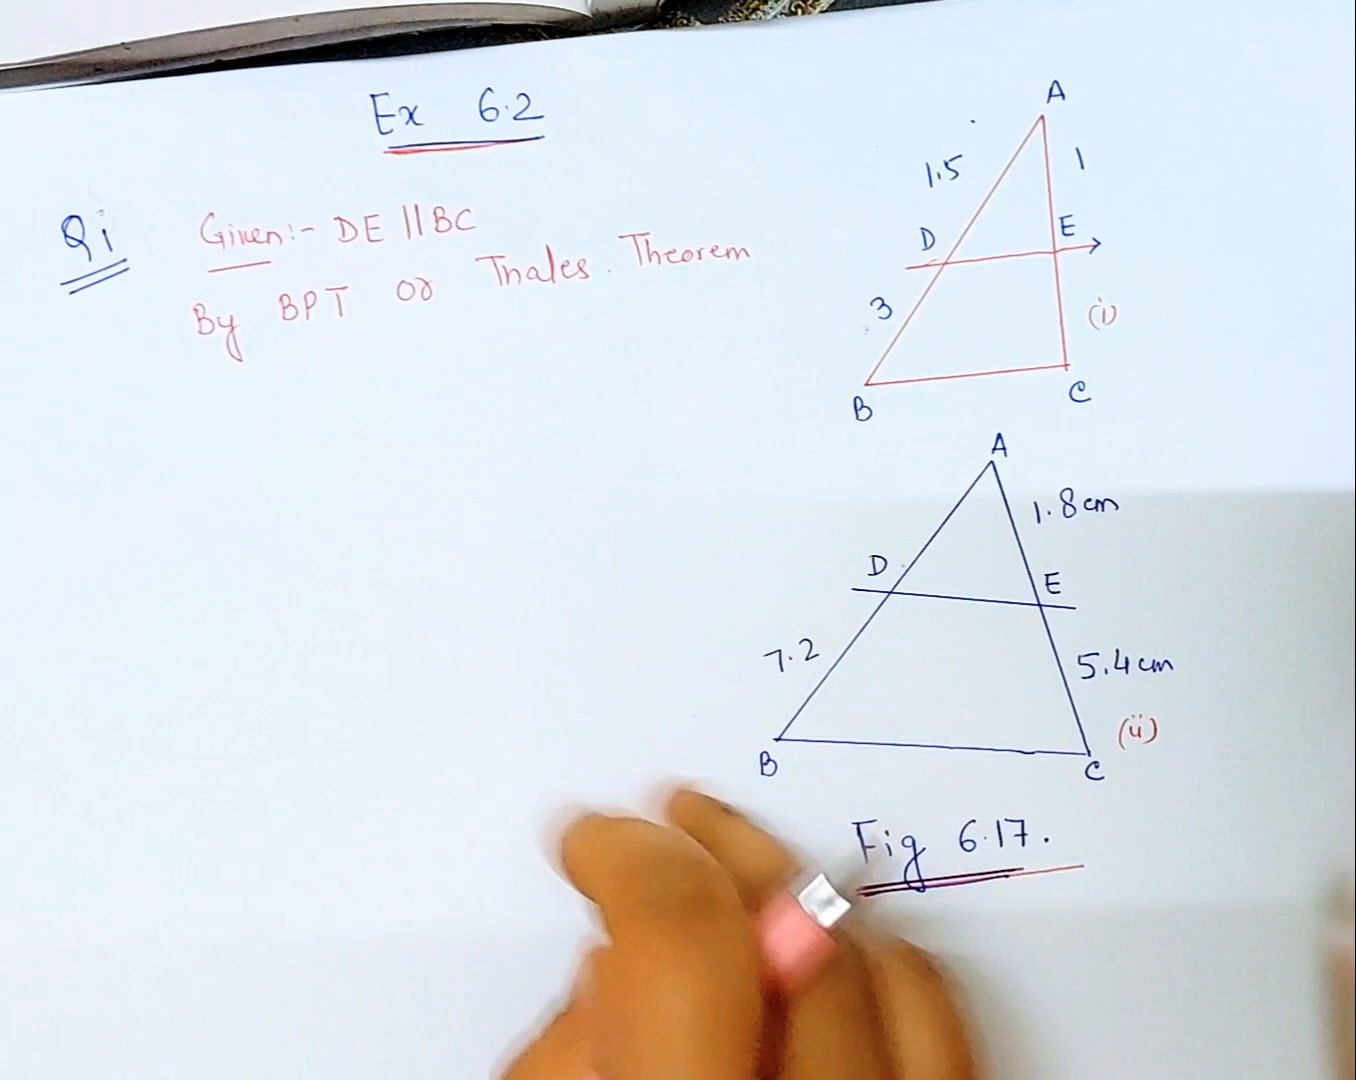 Ex 6.2
Qi Given:- DE || BC
By BPT or Thales. Theorem
A
1.5
1
D
E
3
(i)
B
C
A
1.8 cm
D
E
7.2
5.4 cm
(ii)
B
C
Fig 6.17.